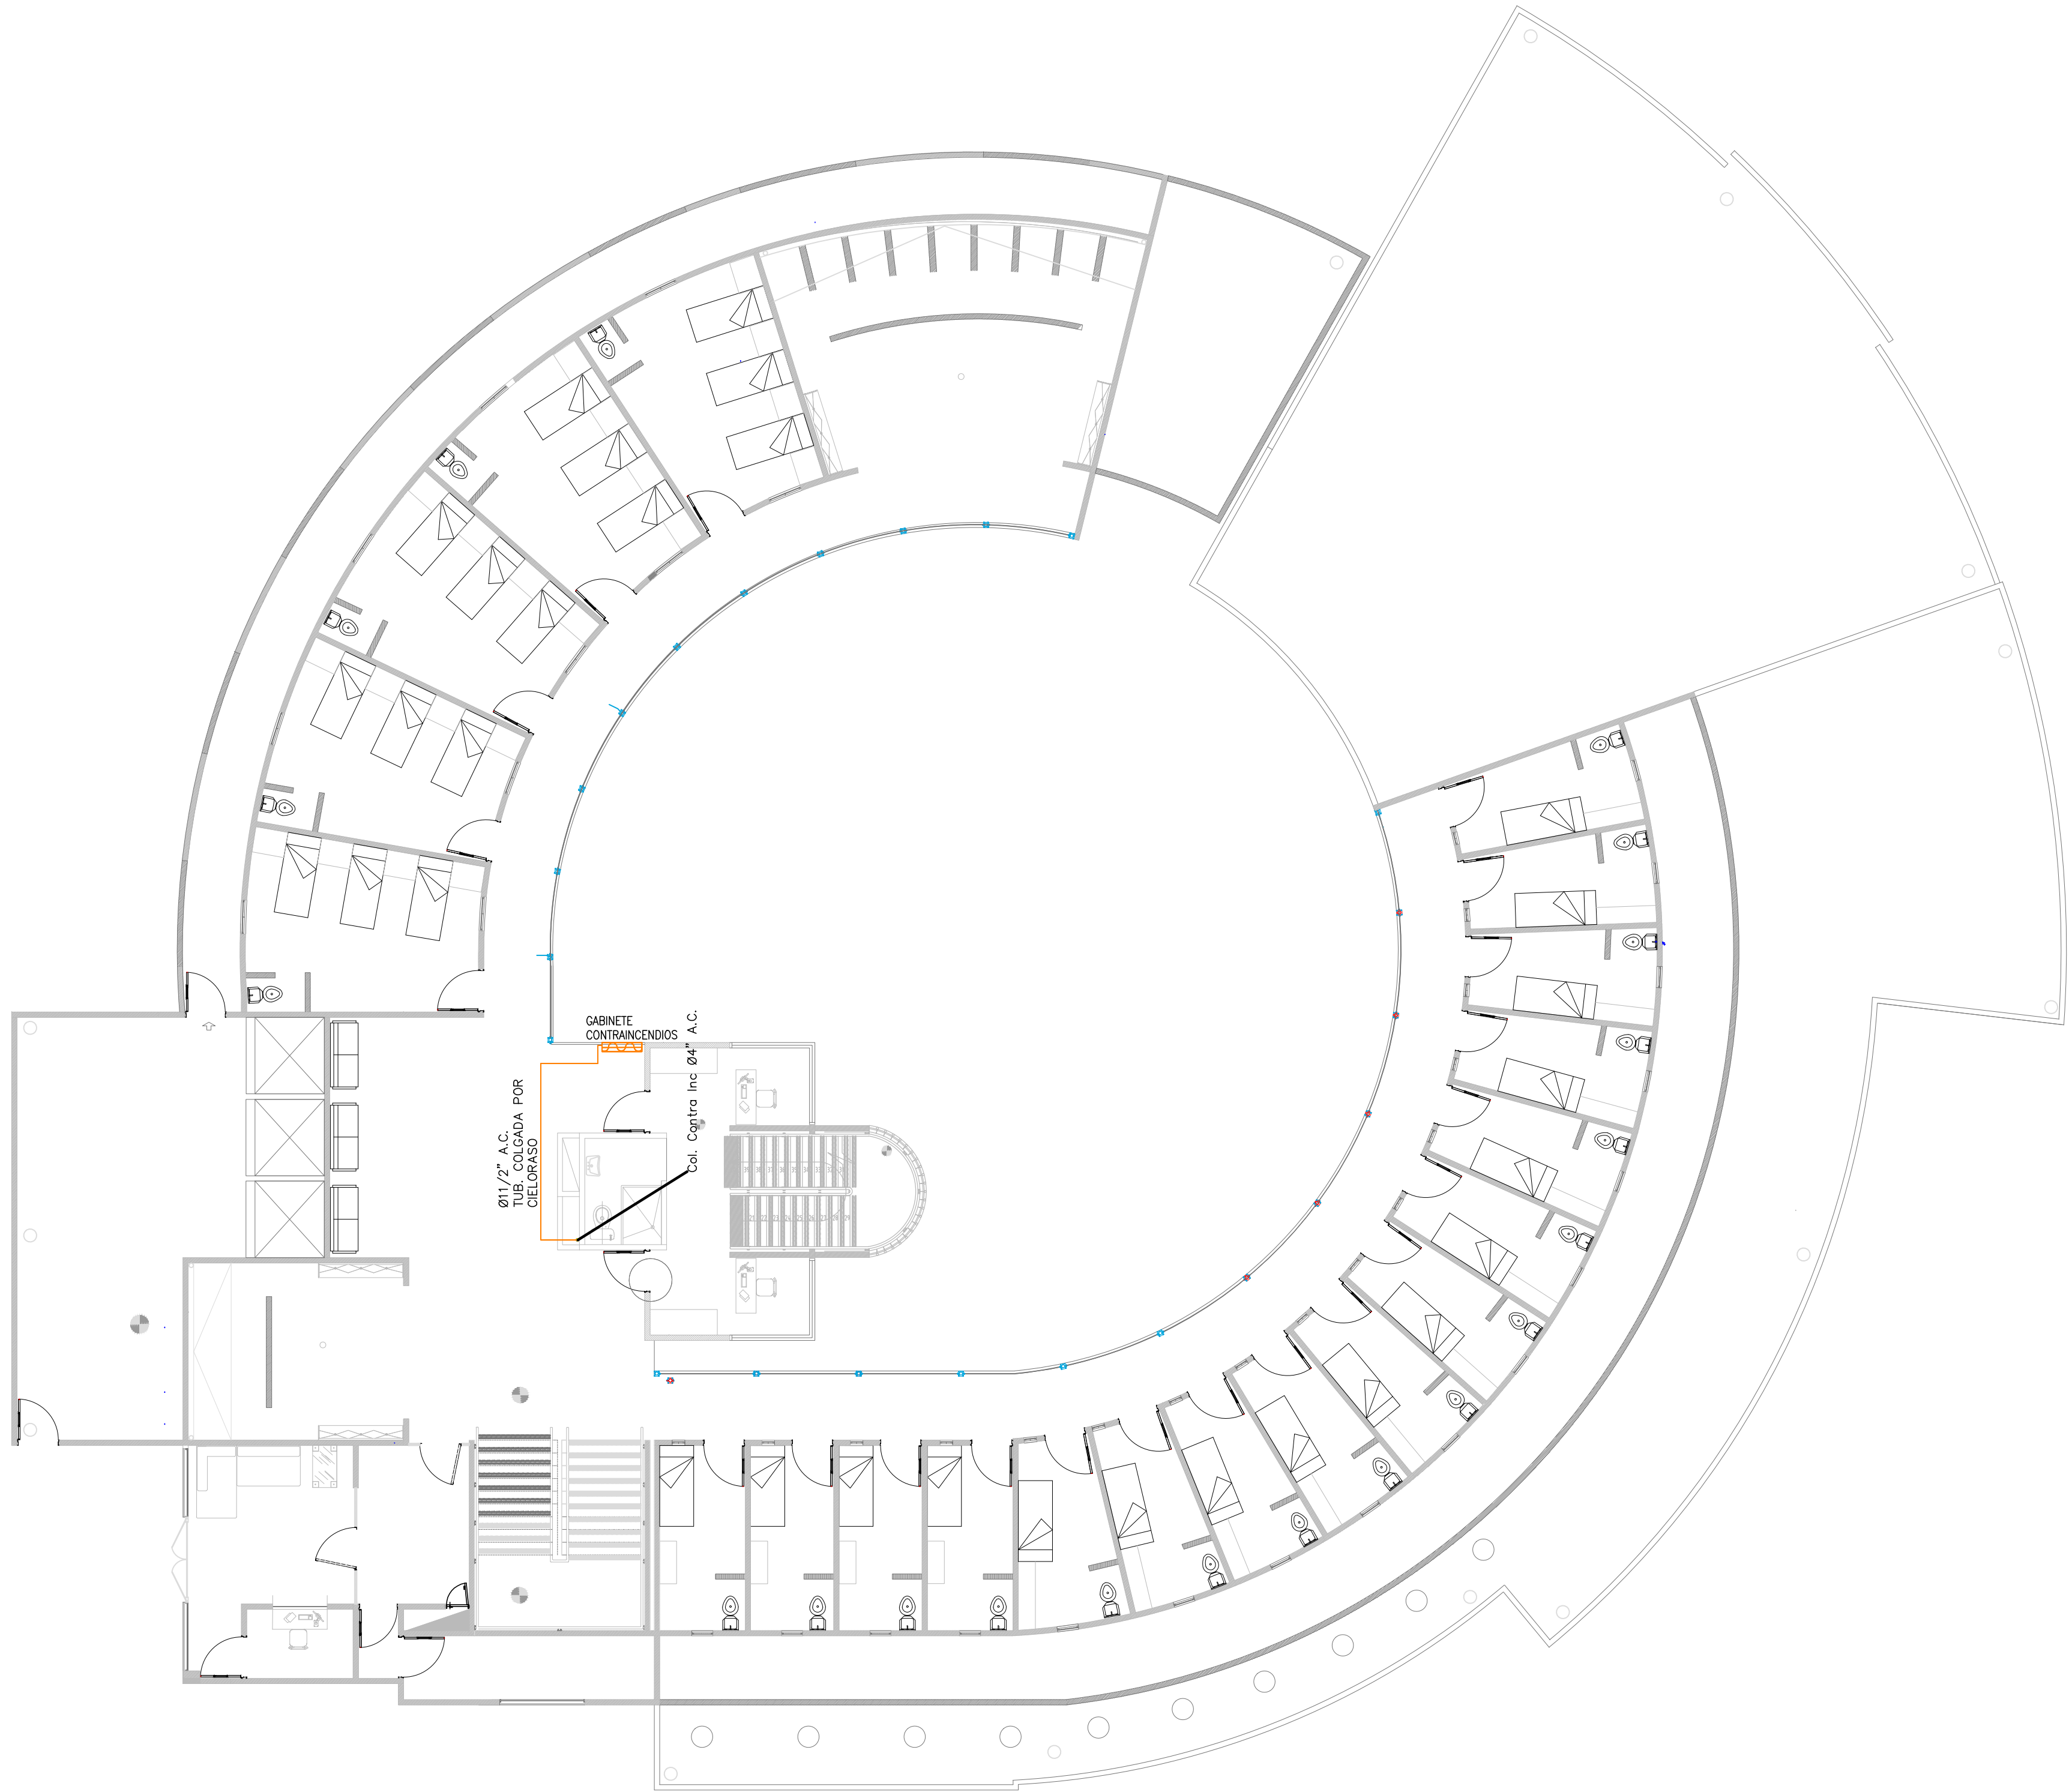 GABINETE
CONTRAINCENDIOS
Ø11/2" A.C.
TUB. COLGADA POR
CIELORASO
Col. Contra Inc Ø4" A.C.